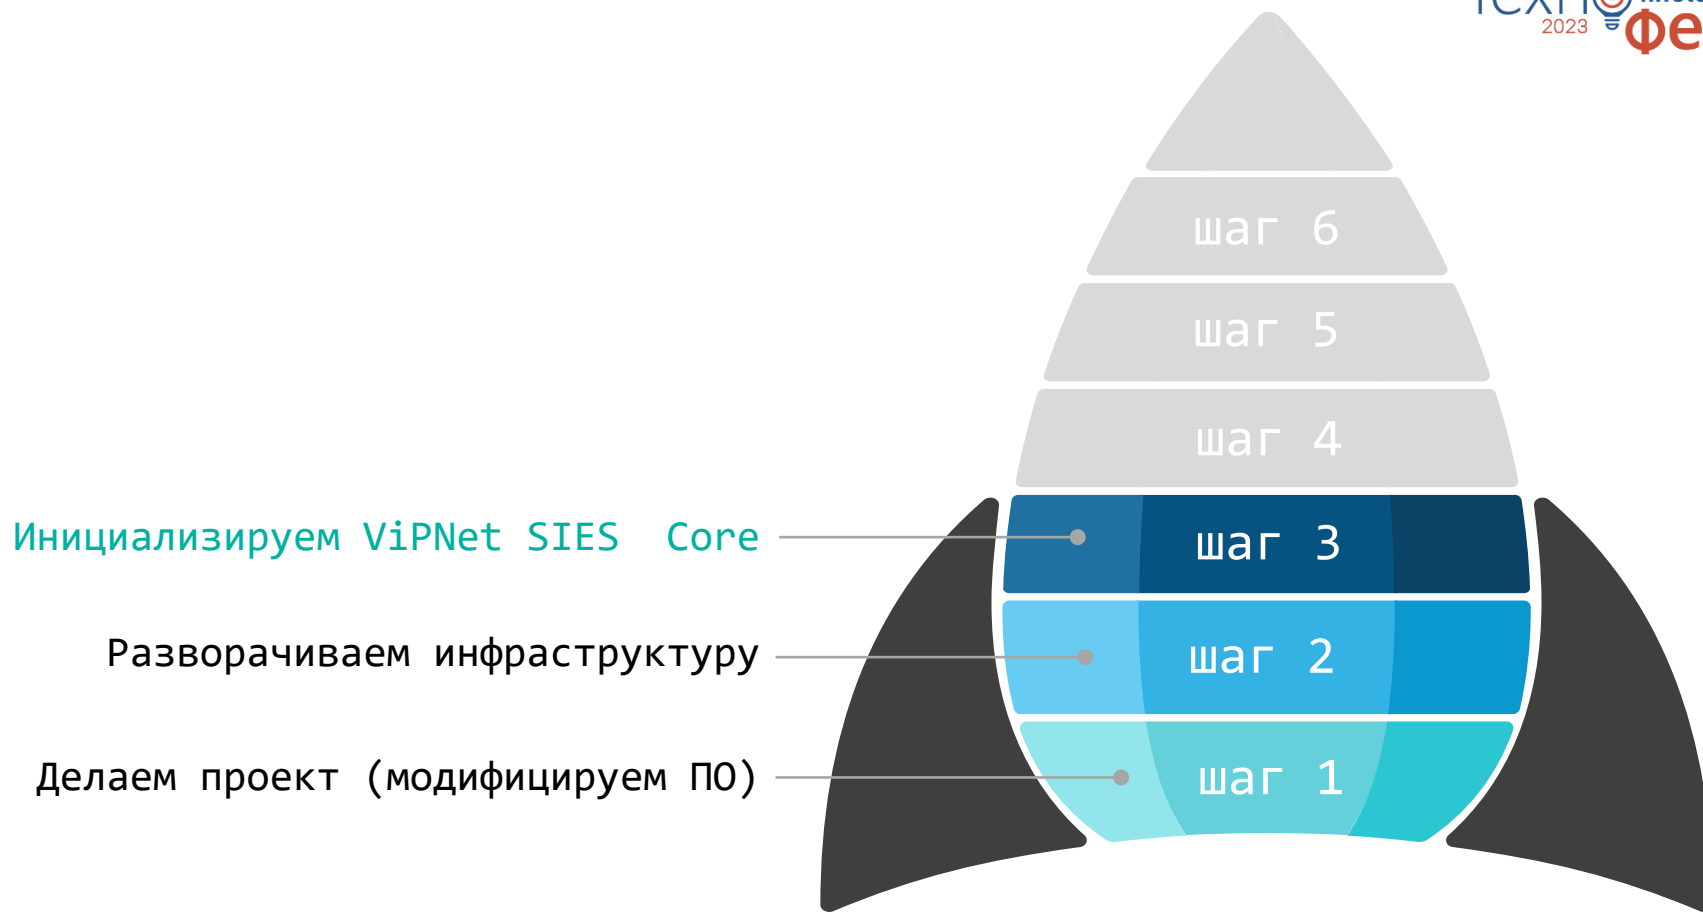 2023
шаг 6
шаг 5
шаг 4
Инициализируем ViPNet SIES  Core
шаг 3
Разворачиваем инфраструктуру
шаг 2
Делаем проект (модифицируем ПО)
шаг 1